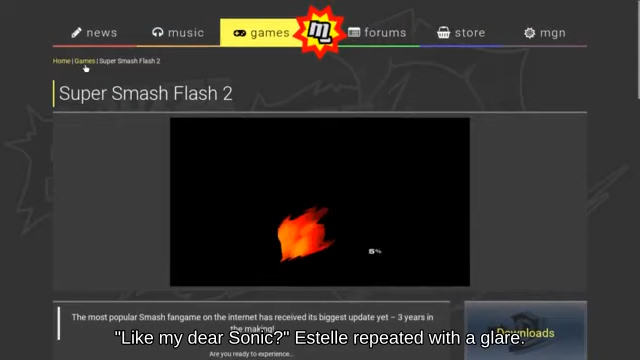 news music games forums store mgn
Home | Games | Super Smash Flash 2
Super Smash Flash 2
5%
The most popular Smash fangame on the internet has received its biggest update yet – 3 years in
the making!
Downloads
"Like my dear Sonic?" Estelle repeated with a glare.
Are you ready to experience..